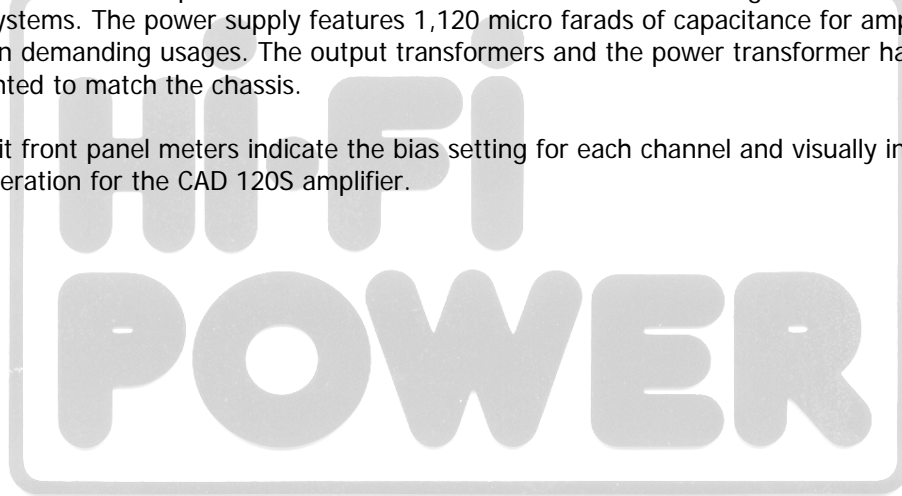 ystems. The power supply features 1,120 micro farads of capacitance for amp
n demanding usages. The output transformers and the power transformer ha
nted to match the chassis.
it front panel meters indicate the bias setting for each channel and visually in
eration for the CAD 120S amplifier.
Hi-Fi
POWER